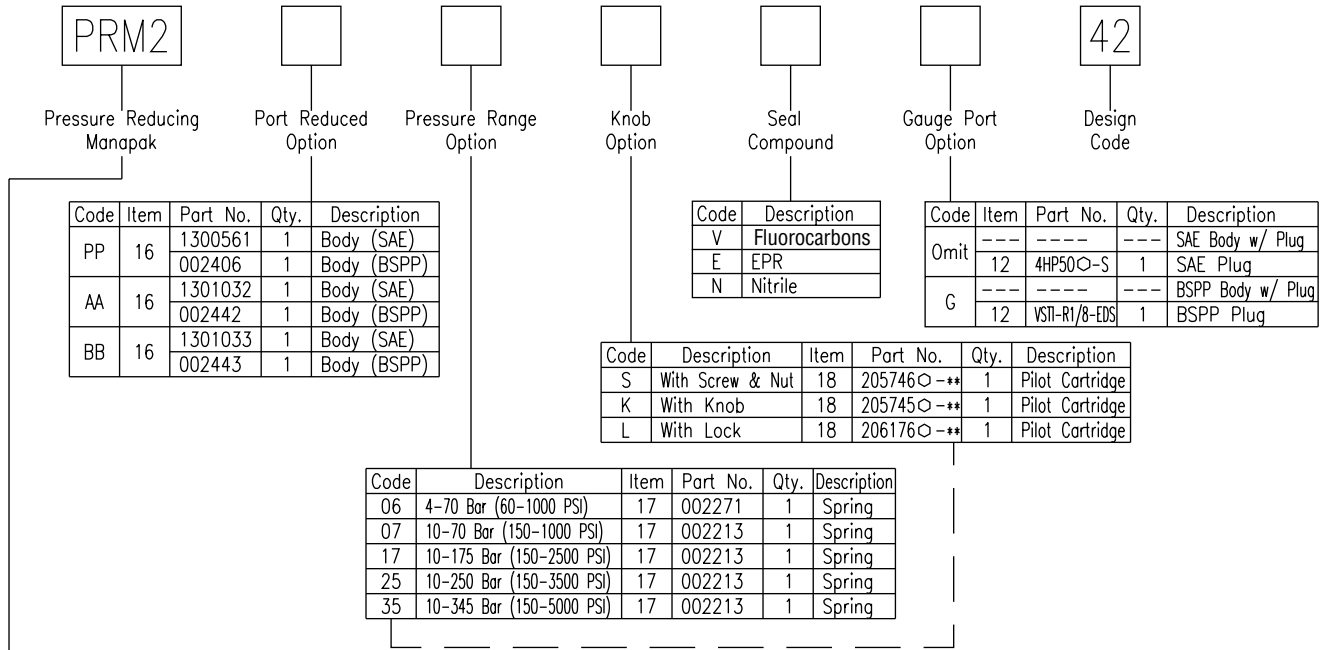 PRM2 42
Pressure Reducing Manapak
Port Reduced Option
Pressure Range Option
Knob Option
Seal Compound
Gauge Port Option
Design Code
Code Item Part No. Qty. Description
PP 16 1300561 1 Body (SAE)
002406 1 Body (BSPP)
AA 16 1301032 1 Body (SAE)
002442 1 Body (BSPP)
BB 16 1301033 1 Body (SAE)
002443 1 Body (BSPP)
Code Description
V Fluorocarbons
E EPR
N Nitrile
Code Item Part No. Qty. Description
Omit --- ---- --- SAE Body w/ Plug
12 4HP50⬡-S 1 SAE Plug
G --- ---- --- BSPP Body w/ Plug
12 VSTI-R1/8-EDS 1 BSPP Plug
Code Description Item Part No. Qty. Description
S With Screw & Nut 18 205746⬡-** 1 Pilot Cartridge
K With Knob 18 205745⬡-** 1 Pilot Cartridge
L With Lock 18 206176⬡-** 1 Pilot Cartridge
Code Description Item Part No. Qty. Description
06 4-70 Bar (60-1000 PSI) 17 002271 1 Spring
07 10-70 Bar (150-1000 PSI) 17 002213 1 Spring
17 10-175 Bar (150-2500 PSI) 17 002213 1 Spring
25 10-250 Bar (150-3500 PSI) 17 002213 1 Spring
35 10-345 Bar (150-5000 PSI) 17 002213 1 Spring